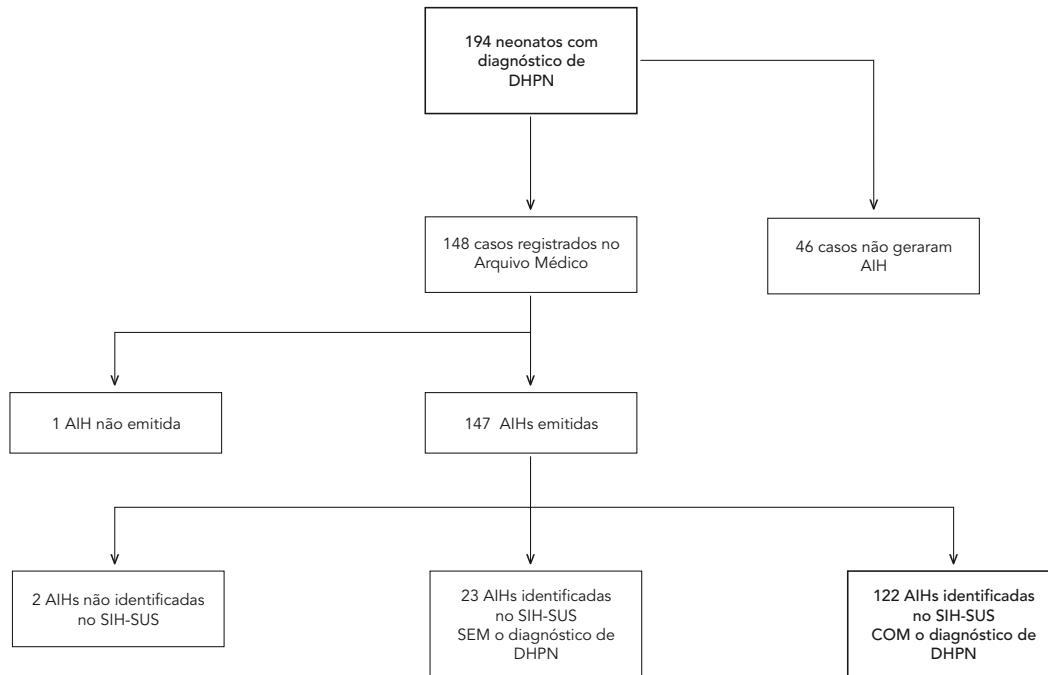 194 neonatos com
diagnóstico de
DHPN
148 casos registrados no
Arquivo Médico
46 casos não geraram
AIH
1 AIH não emitida
147 AIHs emitidas
2 AIHs não identificadas
no SIH-SUS
23 AIHs identificadas
no SIH-SUS
SEM o diagnóstico de
DHPN
122 AIHs identificadas
no SIH-SUS
COM o diagnóstico de
DHPN